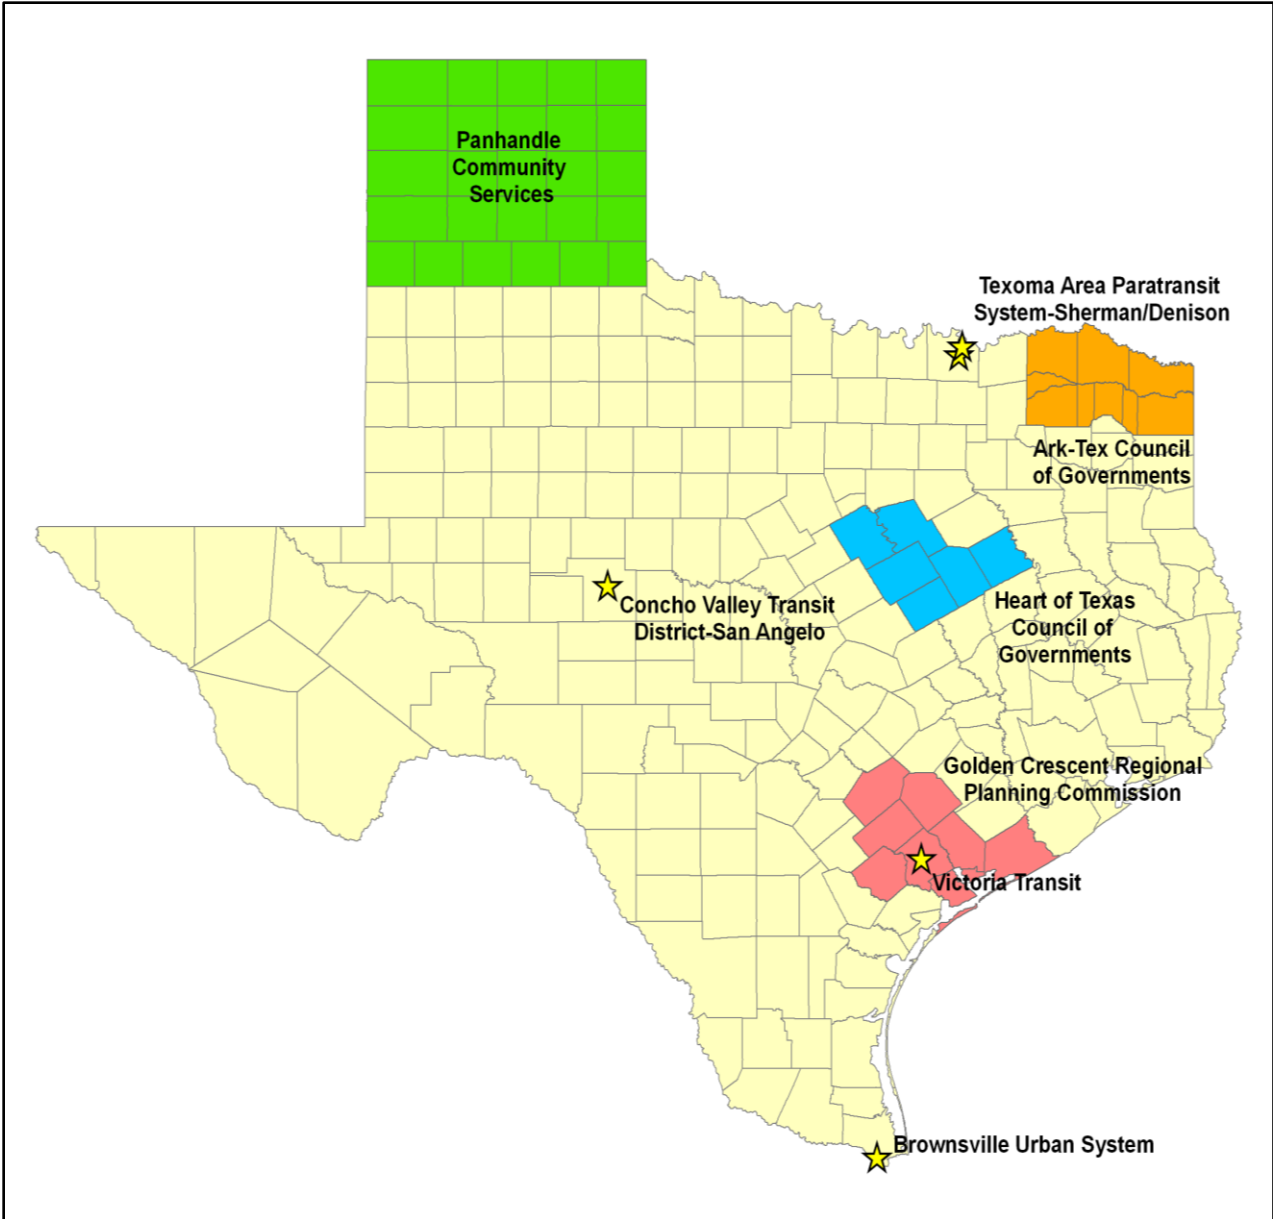 Panhandle
Community
Services
Texoma Area Paratransit
System-Sherman/Denison
Ark-Tex Council
of Governments
Concho Valley Transit
District-San Angelo
Heart of Texas
Council of
Governments
Golden Crescent Regional
Planning Commission
Victoria Transit
Brownsville Urban System